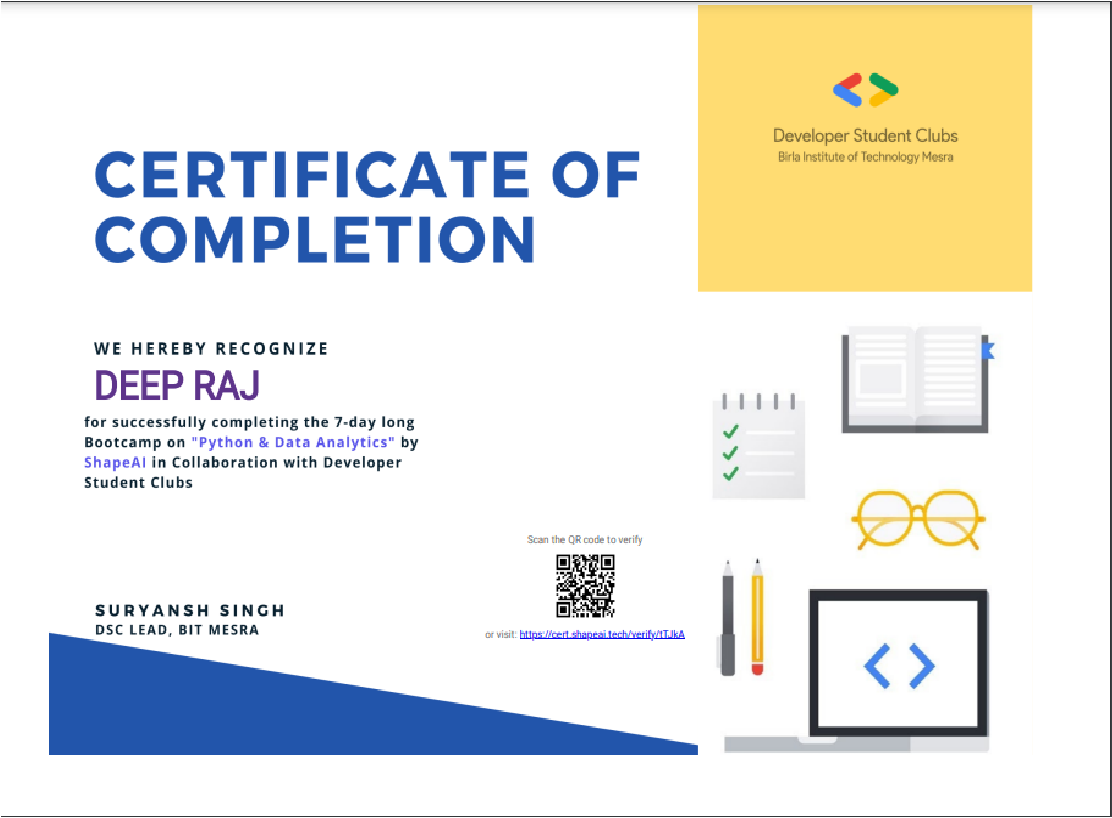 Developer Student Clubs
Birla Institute of Technology Mesra
CERTIFICATE OF
COMPLETION
WE HEREBY RECOGNIZE
DEEP RAJ
for successfully completing the 7-day long
Bootcamp on "Python & Data Analytics" by
ShapeAI in Collaboration with Developer
Student Clubs
Scan the QR code to verify
or visit: https://cert.shapeai.tech/verify/tTJkA
SURYANSH SINGH
DSC LEAD, BIT MESRA